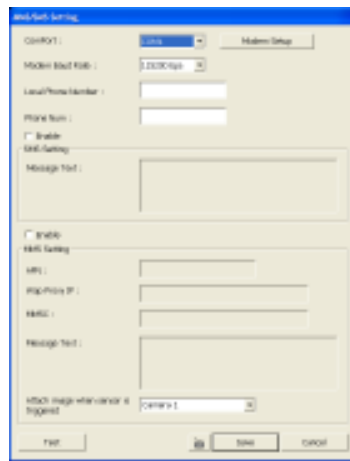 MMS/SMS Setting
Com Port :
Modem Setup
Modem Baud Rate :
115200 bps
Local Phone Number :
Phone Num :
Enable
SMS Setting
Message Text :
Enable
MMS Setting
APN :
Wap Proxy IP :
MMSC :
Message Text :
Attach image when sensor is
triggered
Camera 1
Test
Save
Cancel